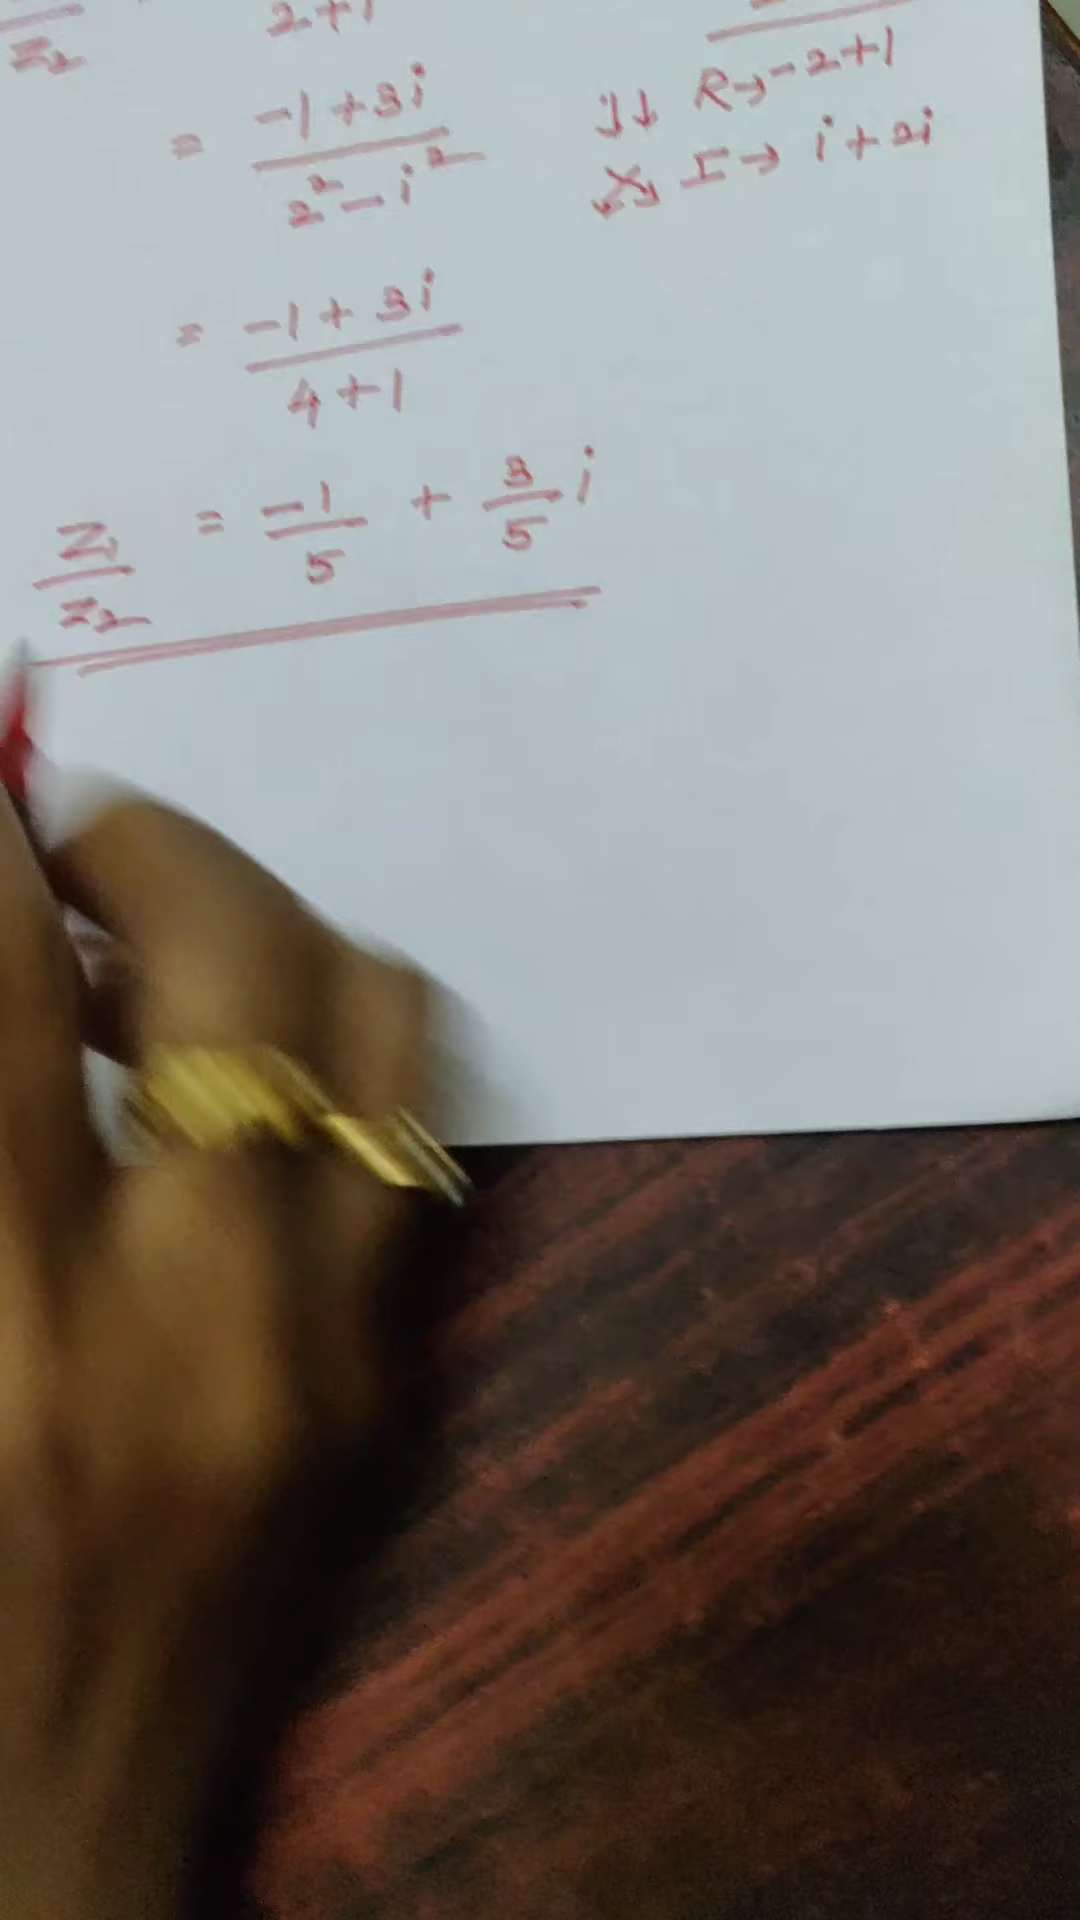 z₂ 2+1
= -1+3i / 2²-i² R→ -2+1
I→ i+2i
= -1+3i / 4+1
z₁/z₂ = -1/5 + 3/5 i